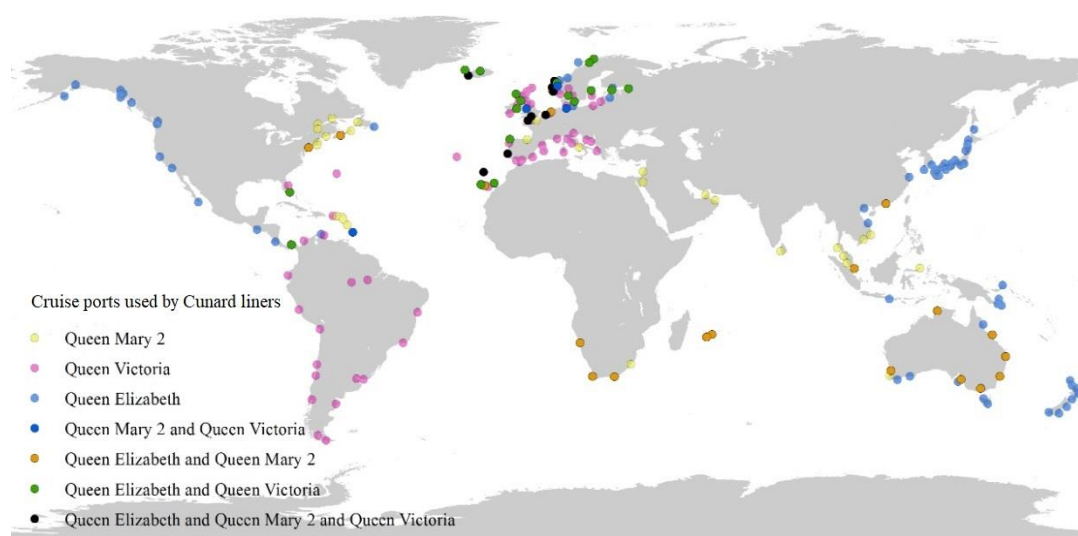 Cruise ports used by Cunard liners
Queen Mary 2
Queen Victoria
Queen Elizabeth
Queen Mary 2 and Queen Victoria
Queen Elizabeth and Queen Mary 2
Queen Elizabeth and Queen Victoria
Queen Elizabeth and Queen Mary 2 and Queen Victoria